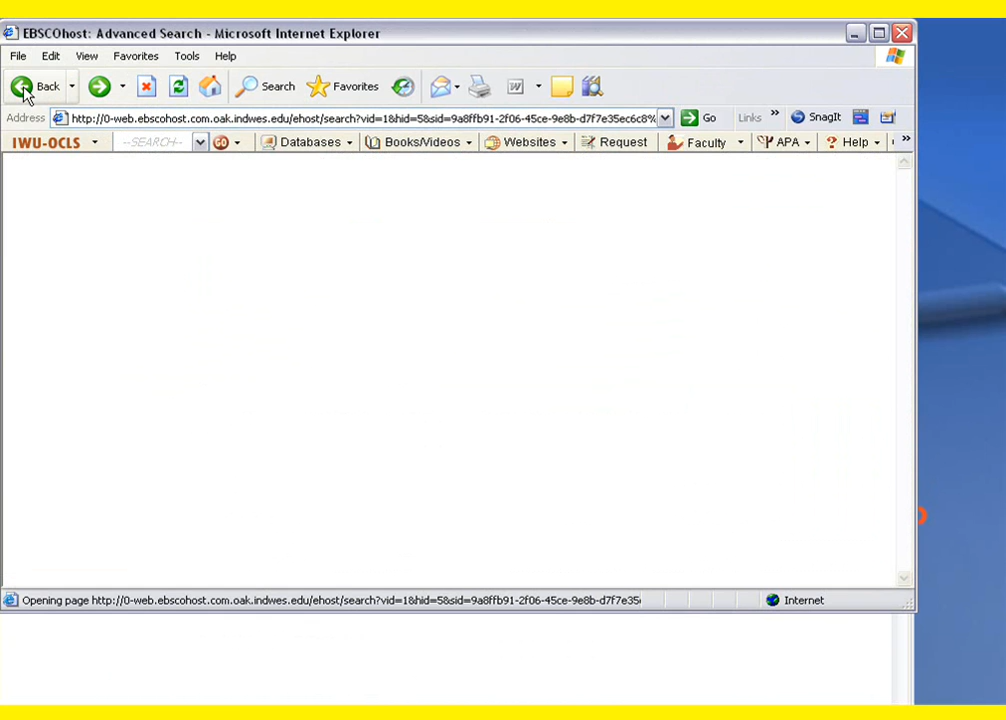 EBSCOhost: Advanced Search - Microsoft Internet Explorer
File Edit View Favorites Tools Help
Back Search Favorites
Address http://0-web.ebscohost.com.oak.indwes.edu/ehost/search?vid=1&hid=5&sid=9a8ffb91-2f06-45ce-9e8b-d7f7e35ec6c8% Go Links » SnagIt
IWU-OCLS --SEARCH-- GO Databases Books/Videos Websites Request Faculty APA ? Help »
Opening page http://0-web.ebscohost.com.oak.indwes.edu/ehost/search?vid=1&hid=5&sid=9a8ffb91-2f06-45ce-9e8b-d7f7e35 Internet